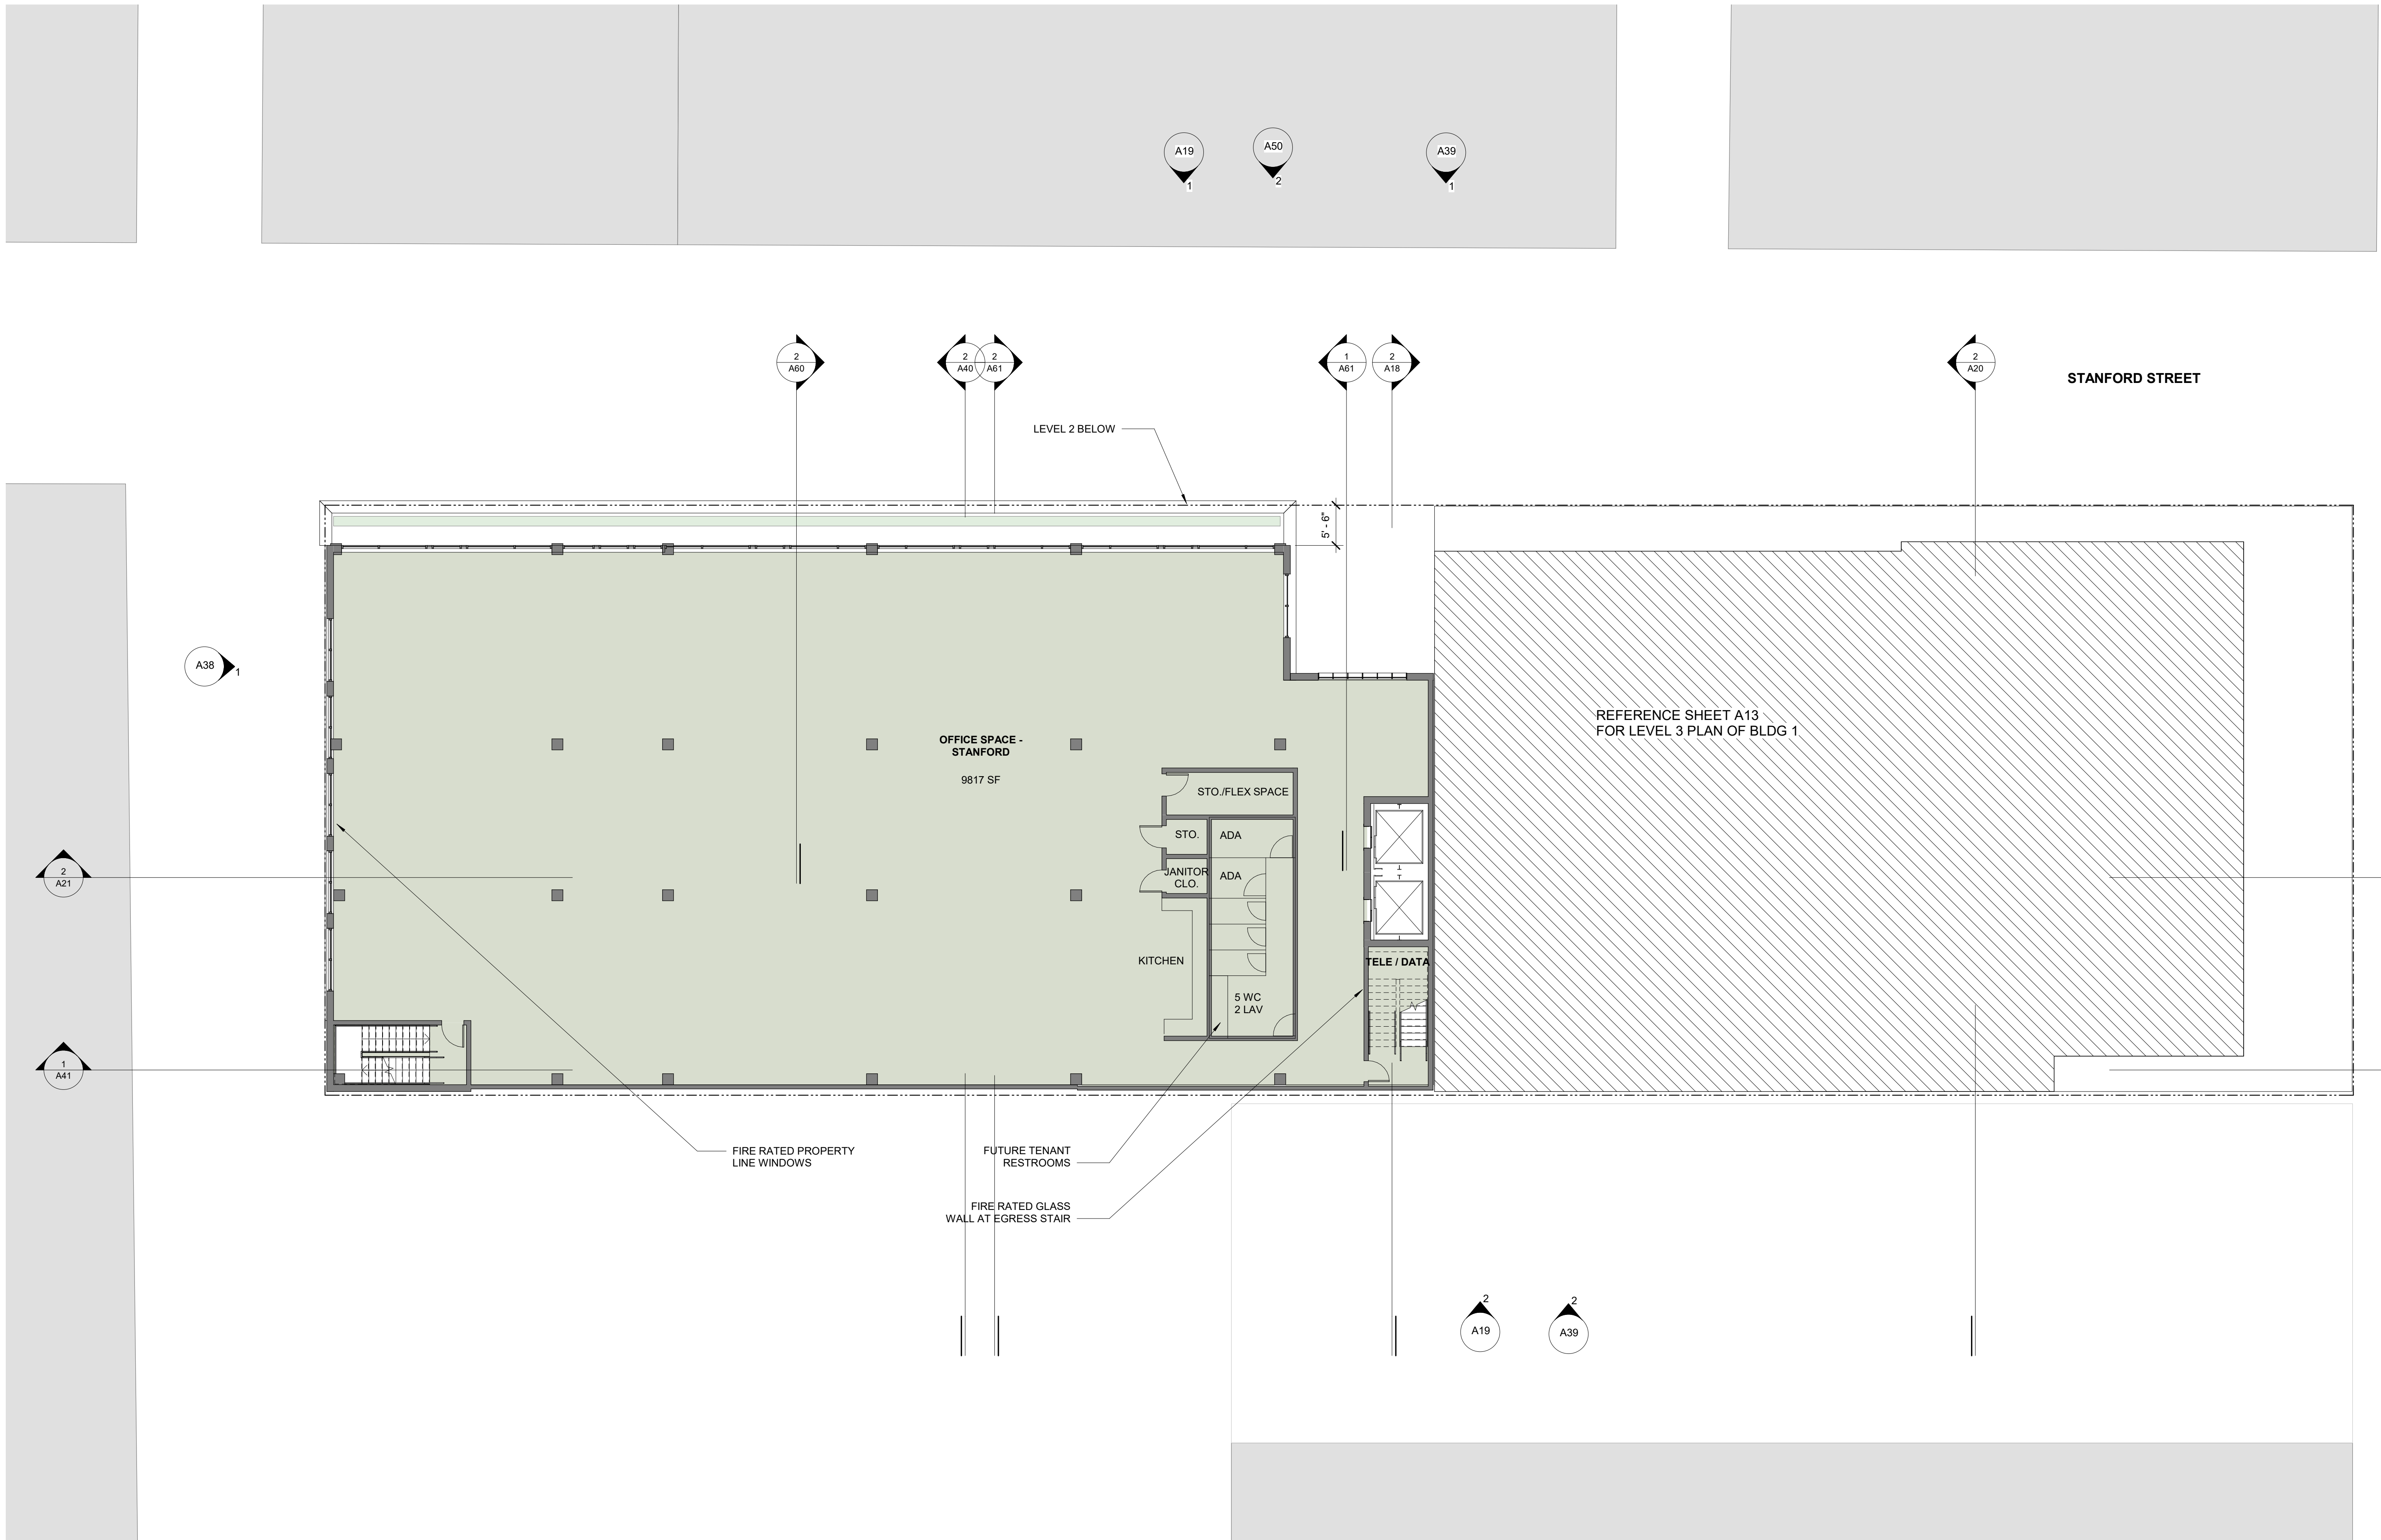 A19
1
A50
2
A39
1
2
A60
2
A40
2
A61
1
A61
2
A18
2
A20
STANFORD STREET
LEVEL 2 BELOW
5' - 6"
A38
1
REFERENCE SHEET A13
FOR LEVEL 3 PLAN OF BLDG 1
OFFICE SPACE -
STANFORD
9817 SF
STO./FLEX SPACE
STO.
ADA
JANITOR
CLO.
ADA
2
A21
KITCHEN
TELE / DATA
5 WC
2 LAV
1
A41
FIRE RATED PROPERTY
LINE WINDOWS
FUTURE TENANT
RESTROOMS
FIRE RATED GLASS
WALL AT EGRESS STAIR
2
A19
2
A39